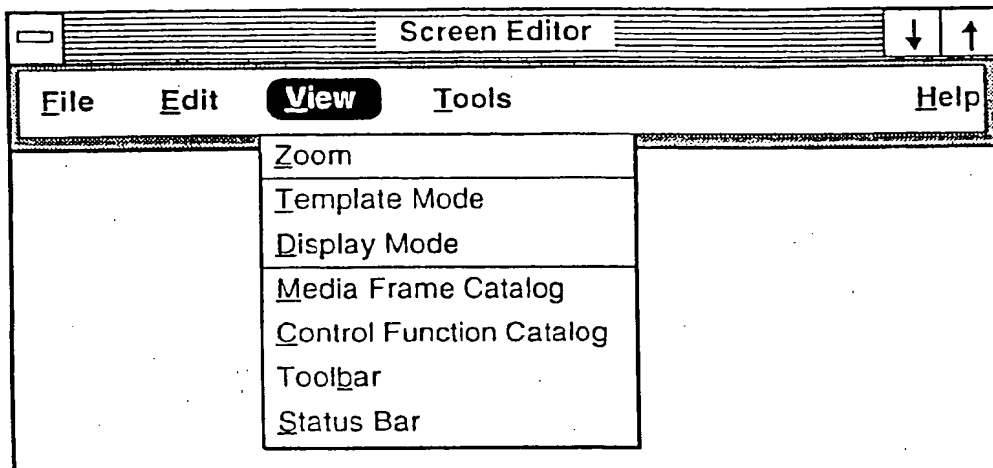 Screen Editor
File Edit View Tools Help
Zoom
Template Mode
Display Mode
Media Frame Catalog
Control Function Catalog
Toolbar
Status Bar